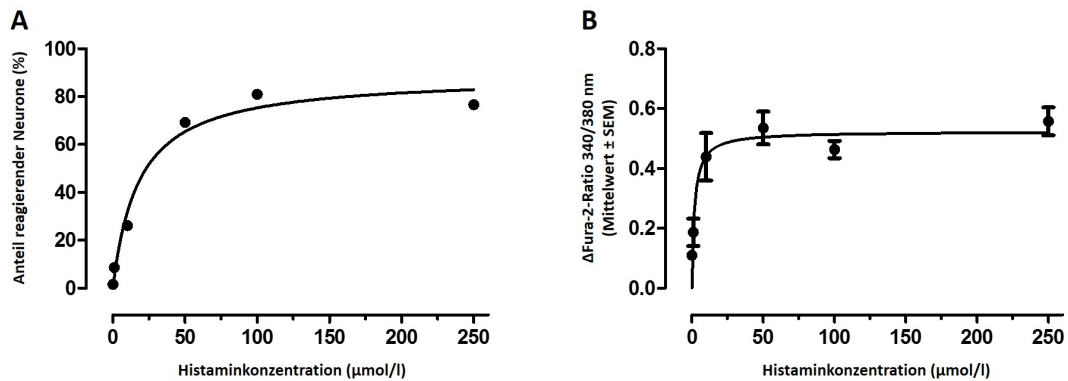 A
Anteil reagierender Neurone (%)
100
80
60
40
20
0
0 50 100 150 200 250
Histaminkonzentration (µmol/l)
B
ΔFura-2-Ratio 340/380 nm
(Mittelwert ± SEM)
0.8
0.6
0.4
0.2
0.0
0 50 100 150 200 250
Histaminkonzentration (µmol/l)